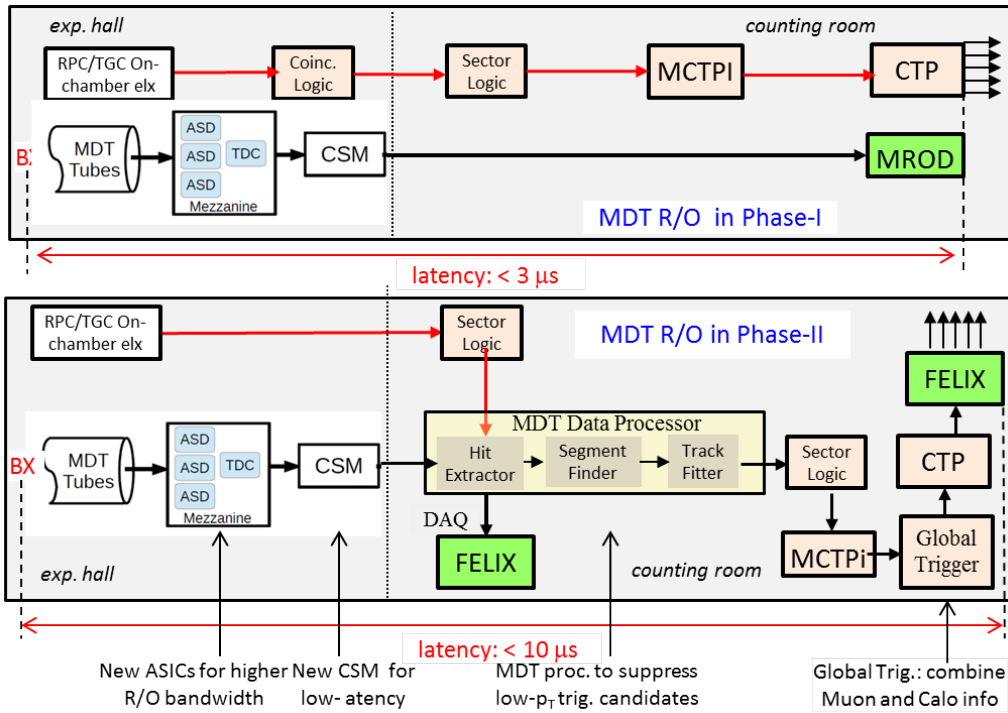 exp. hall
counting room
RPC/TGC On-
chamber elx
Coinc.
Logic
Sector
Logic
MCTPI
CTP
BX
MDT
Tubes
ASD
ASD
ASD
TDC
Mezzanine
CSM
MROD
MDT R/O in Phase-I
latency: < 3 µs
RPC/TGC On-
chamber elx
Sector
Logic
MDT R/O in Phase-II
FELIX
MDT Data Processor
BX
MDT
Tubes
ASD
ASD
ASD
TDC
Mezzanine
CSM
Hit
Extractor
Segment
Finder
Track
Fitter
Sector
Logic
CTP
DAQ
FELIX
MCTPi
Global
Trigger
exp. hall
counting room
latency: < 10 µs
New ASICs for higher
R/O bandwidth
New CSM for
low- atency
MDT proc. to suppress
low-pT trig. candidates
Global Trig.: combine
Muon and Calo info